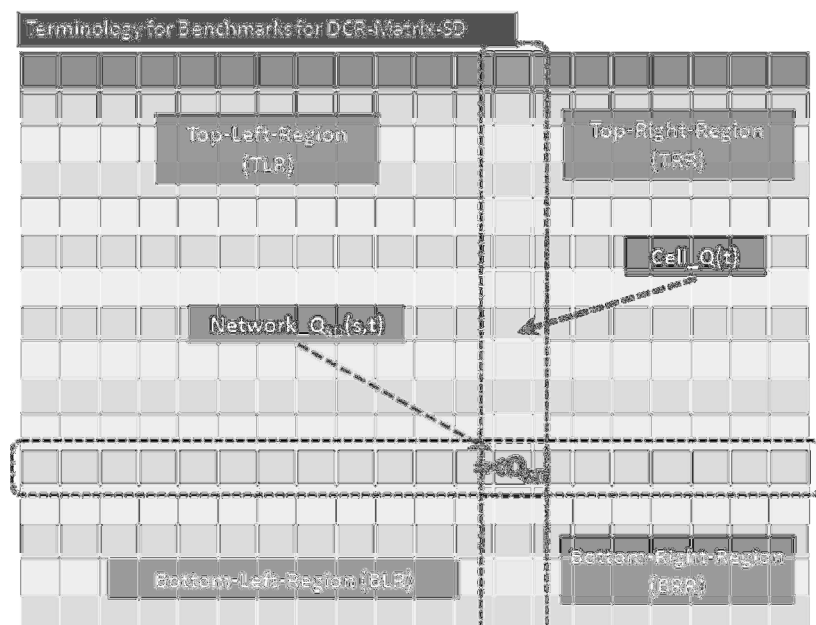 Terminology for Benchmarks for DCR-Matrix-SD
Top-Left-Region
(TLR)
Top-Right-Region
(TRR)
Cell_Q(t)
Bottom-Right-Region
(BRR)
Bottom-Left-Region (BLR)